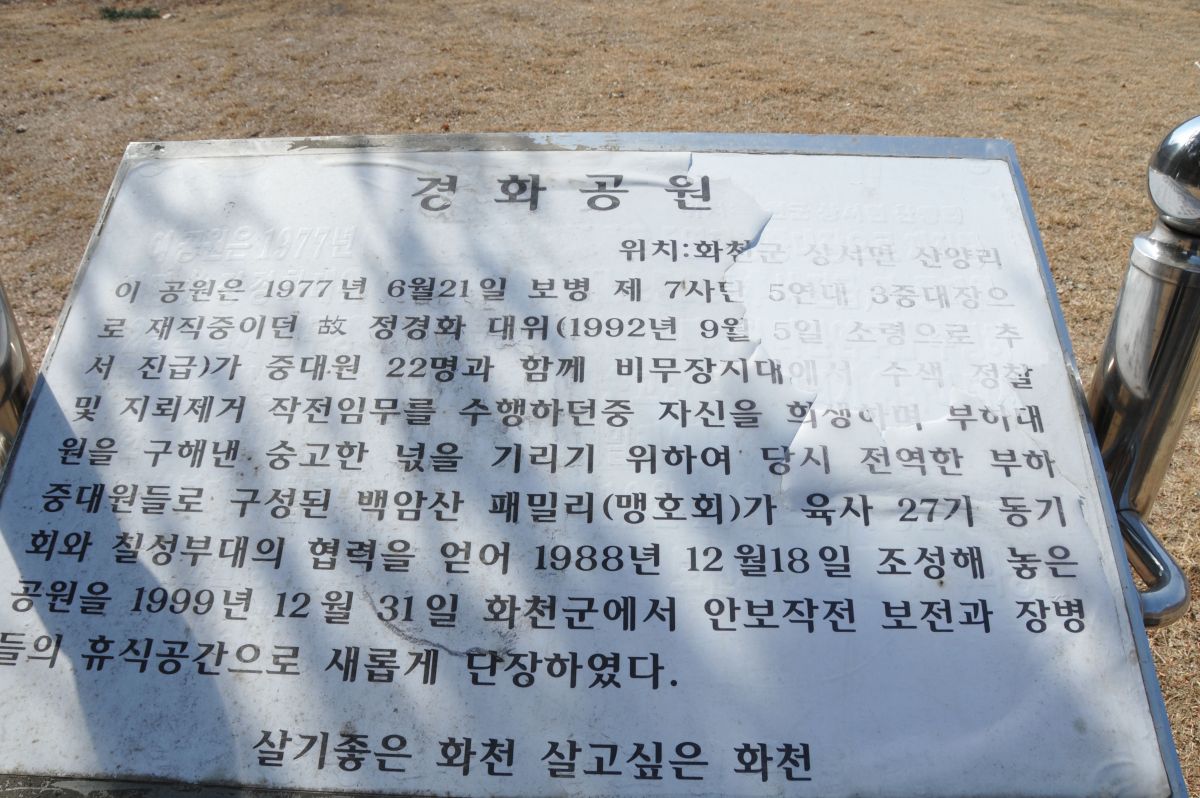 경화공원
위치:화천군 상서면 산양리
이 공원은 1977년 6월21일 보병 제 7사단 5연대 3중대장으
로 재직중이던 故 정경화 대위(1992년 9월 5일 소령으로 추
서 진급)가 중대원 22명과 함께 비무장지대에서 수색 정찰
및 지뢰제거 작전임무를 수행하던중 자신을 희생하며 부하대
원을 구해낸 숭고한 넋을 기리기 위하여 당시 전역한 부하
중대원들로 구성된 백암산 패밀리(맹호회)가 육사 27기 동기
회와 칠성부대의 협력을 얻어 1988년 12월18일 조성해 놓은
공원을 1999년 12월 31일 화천군에서 안보작전 보전과 장병
들의 휴식공간으로 새롭게 단장하였다.
살기좋은 화천 살고싶은 화천